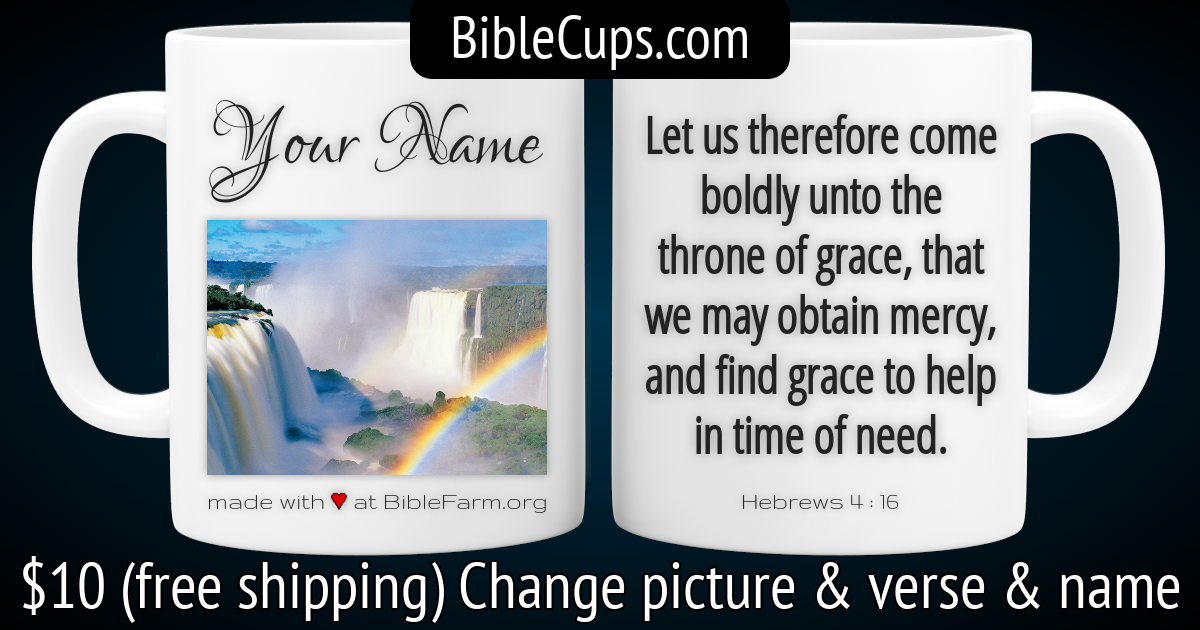 BibleCups.com
Your Name
made with ♥ at BibleFarm.org
Let us therefore come
boldly unto the
throne of grace, that
we may obtain mercy,
and find grace to help
in time of need.
Hebrews 4 : 16
$10 (free shipping) Change picture & verse & name